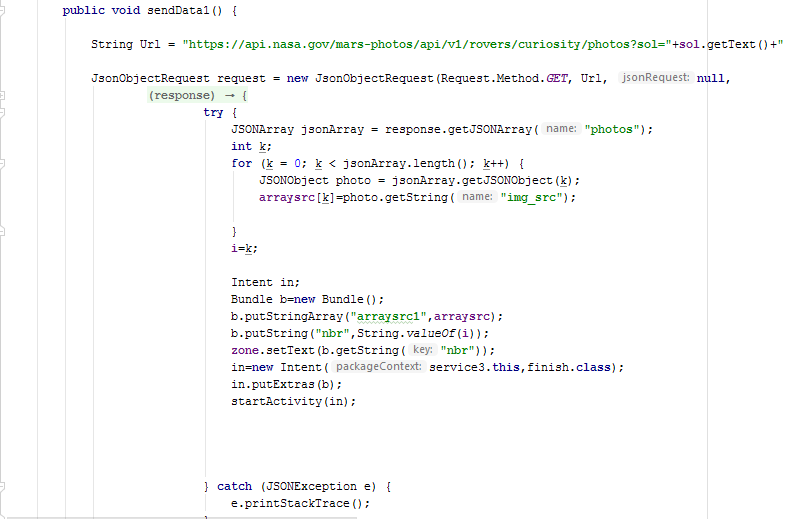 public void sendData1() {
String Url = "https://api.nasa.gov/mars-photos/api/v1/rovers/curiosity/photos?sol="+sol.getText()+"
JsonObjectRequest request = new JsonObjectRequest(Request.Method.GET, Url, jsonRequest: null,
(response) → {
try {
JSONArray jsonArray = response.getJSONArray( name: "photos");
int k;
for (k = 0; k < jsonArray.length(); k++) {
JSONObject photo = jsonArray.getJSONObject(k);
arraysrc[k]=photo.getString( name: "img_src");
}
i=k;
Intent in;
Bundle b=new Bundle();
b.putStringArray("arraysrc1",arraysrc);
b.putString("nbr",String.valueOf(i));
zone.setText(b.getString( key: "nbr"));
in=new Intent( packageContext: service3.this,finish.class);
in.putExtras(b);
startActivity(in);
} catch (JSONException e) {
e.printStackTrace();